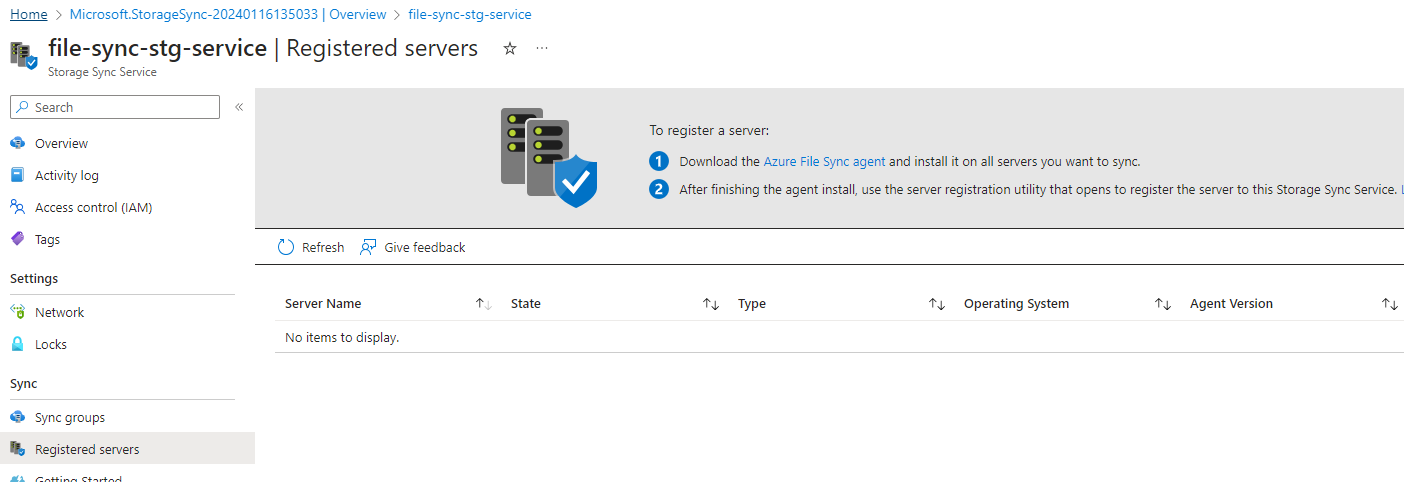 Home > Microsoft.StorageSync-20240116135033 | Overview > file-sync-stg-service
file-sync-stg-service | Registered servers
Storage Sync Service
Search
Overview
Activity log
Access control (IAM)
Tags
Settings
Network
Locks
Sync
Sync groups
Registered servers
Getting Started
To register a server:
1 Download the Azure File Sync agent and install it on all servers you want to sync.
2 After finishing the agent install, use the server registration utility that opens to register the server to this Storage Sync Service.
Refresh Give feedback
Server Name State Type Operating System Agent Version
No items to display.